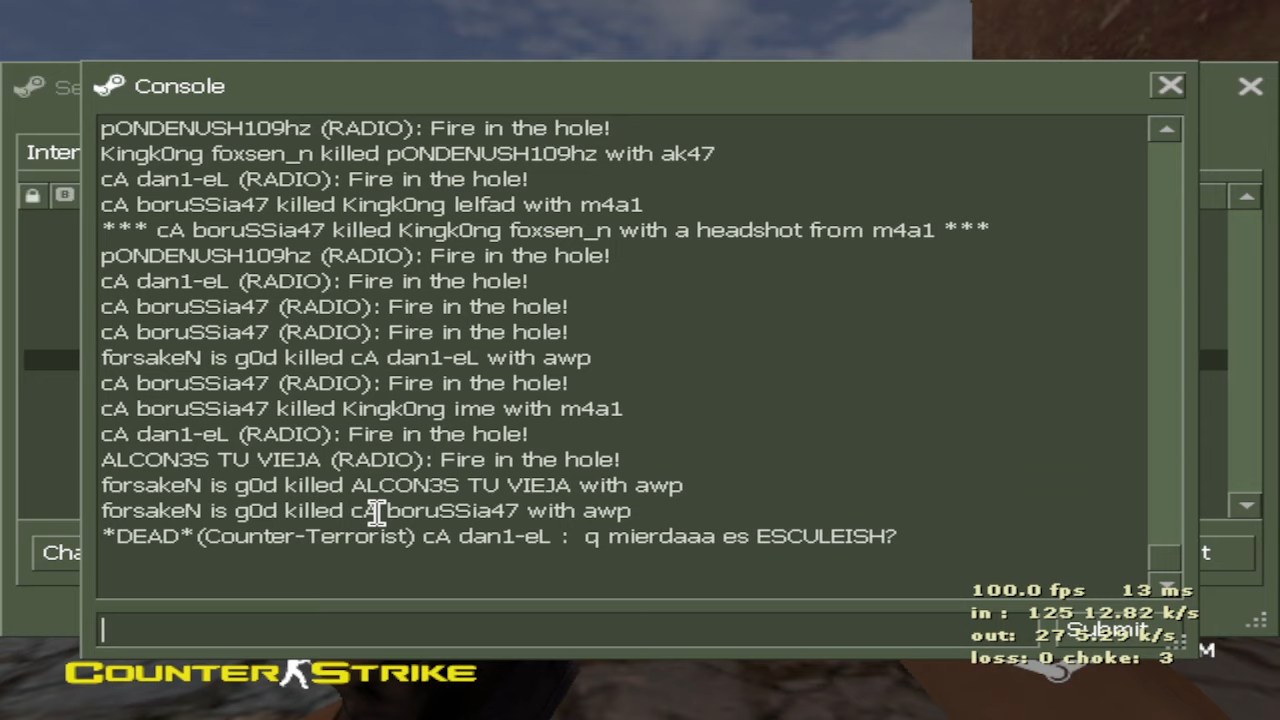 Se
Console
Inter
pONDENUSH109hz (RADIO): Fire in the hole!
Kingk0ng foxsen_n killed pONDENUSH109hz with ak47
cA dan1-eL (RADIO): Fire in the hole!
cA boruSSia47 killed Kingk0ng lelfad with m4a1
*** cA boruSSia47 killed Kingk0ng foxsen_n with a headshot from m4a1 ***
pONDENUSH109hz (RADIO): Fire in the hole!
cA dan1-eL (RADIO): Fire in the hole!
cA boruSSia47 (RADIO): Fire in the hole!
cA boruSSia47 (RADIO): Fire in the hole!
forsakeN is g0d killed cA dan1-eL with awp
cA boruSSia47 (RADIO): Fire in the hole!
cA boruSSia47 killed Kingk0ng ime with m4a1
cA dan1-eL (RADIO): Fire in the hole!
ALCON3S TU VIEJA (RADIO): Fire in the hole!
forsakeN is g0d killed ALCON3S TU VIEJA with awp
forsakeN is g0d killed cA boruSSia47 with awp
*DEAD*(Counter-Terrorist) cA dan1-eL :  q mierdaaa es ESCULEISH?
Cha
t
100.0 fps 13 ms
in : 125 12.82 k/s
out: 27 5.29 k/s
Submit
loss: 0 choke: 3
M
COUNTER STRIKE